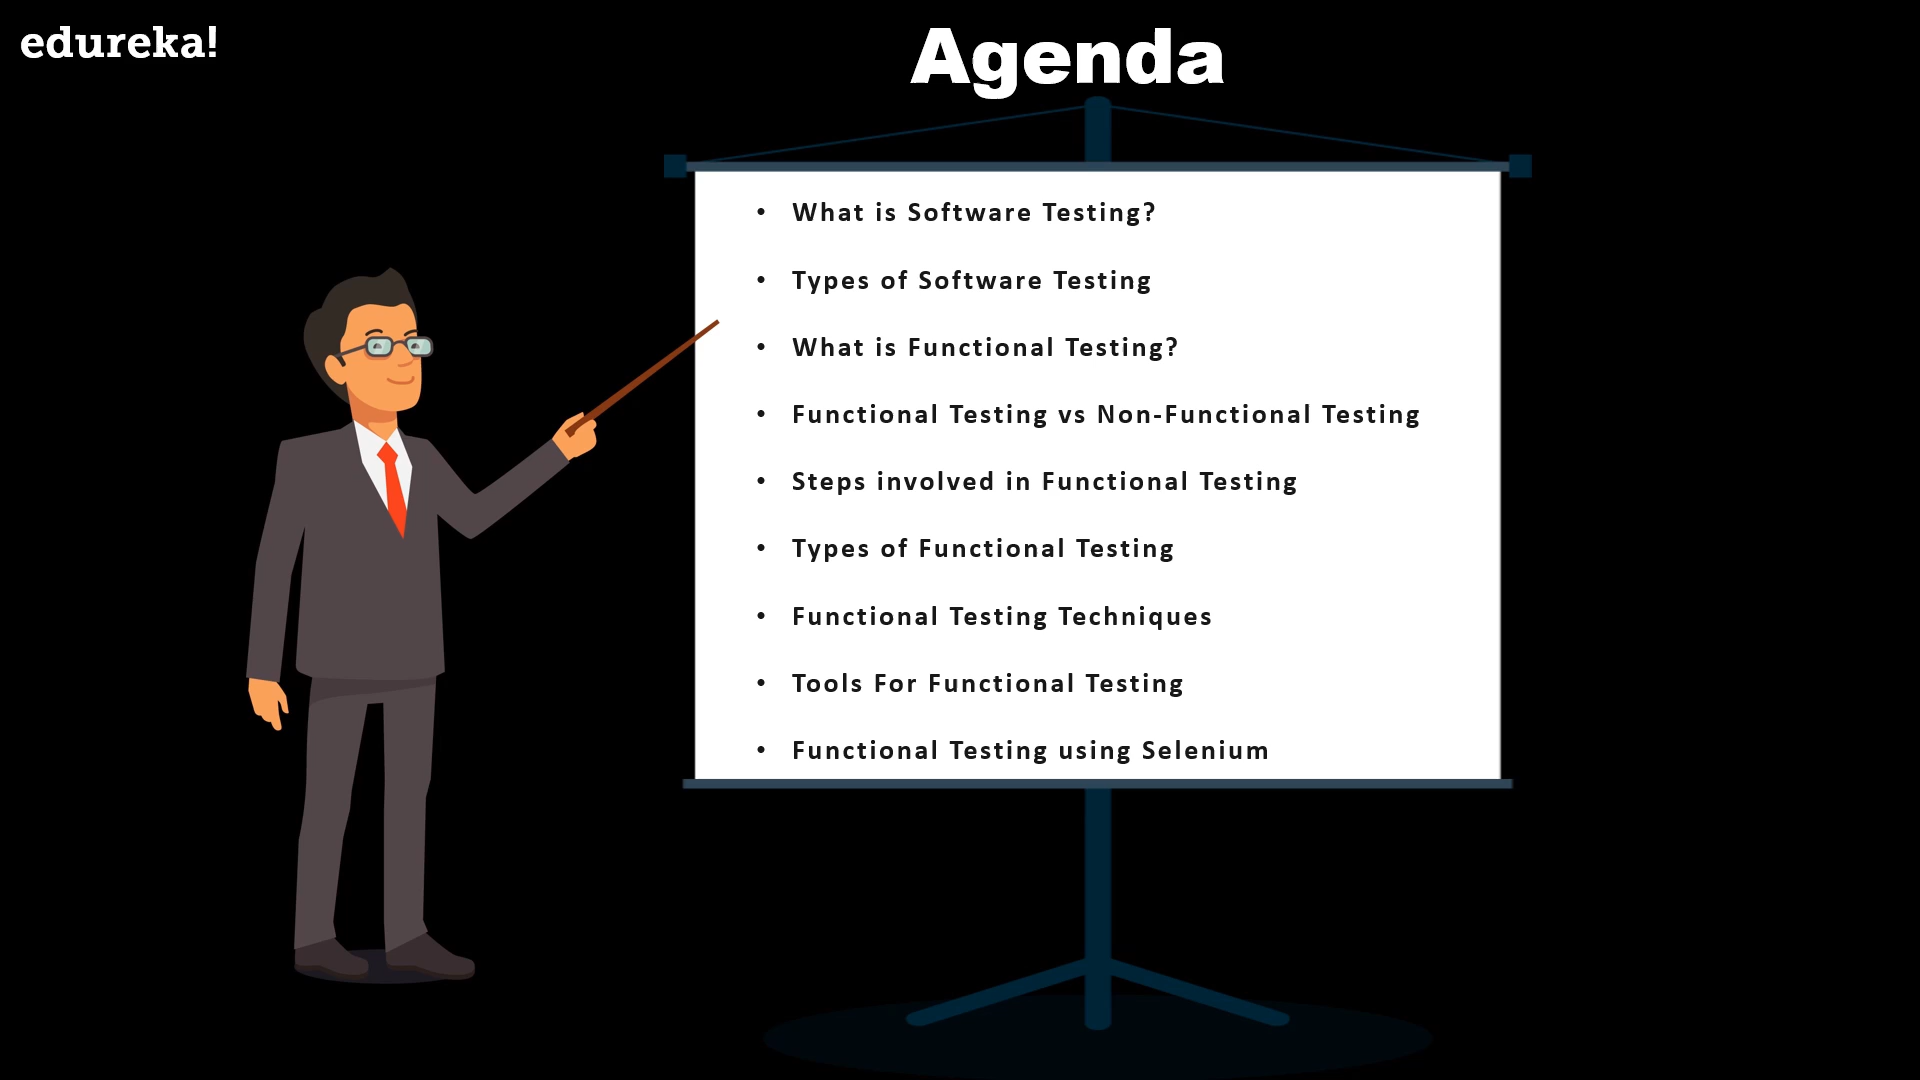 edureka!
Agenda
• What is Software Testing?
• Types of Software Testing
• What is Functional Testing?
• Functional Testing vs Non-Functional Testing
• Steps involved in Functional Testing
• Types of Functional Testing
• Functional Testing Techniques
• Tools For Functional Testing
• Functional Testing using Selenium